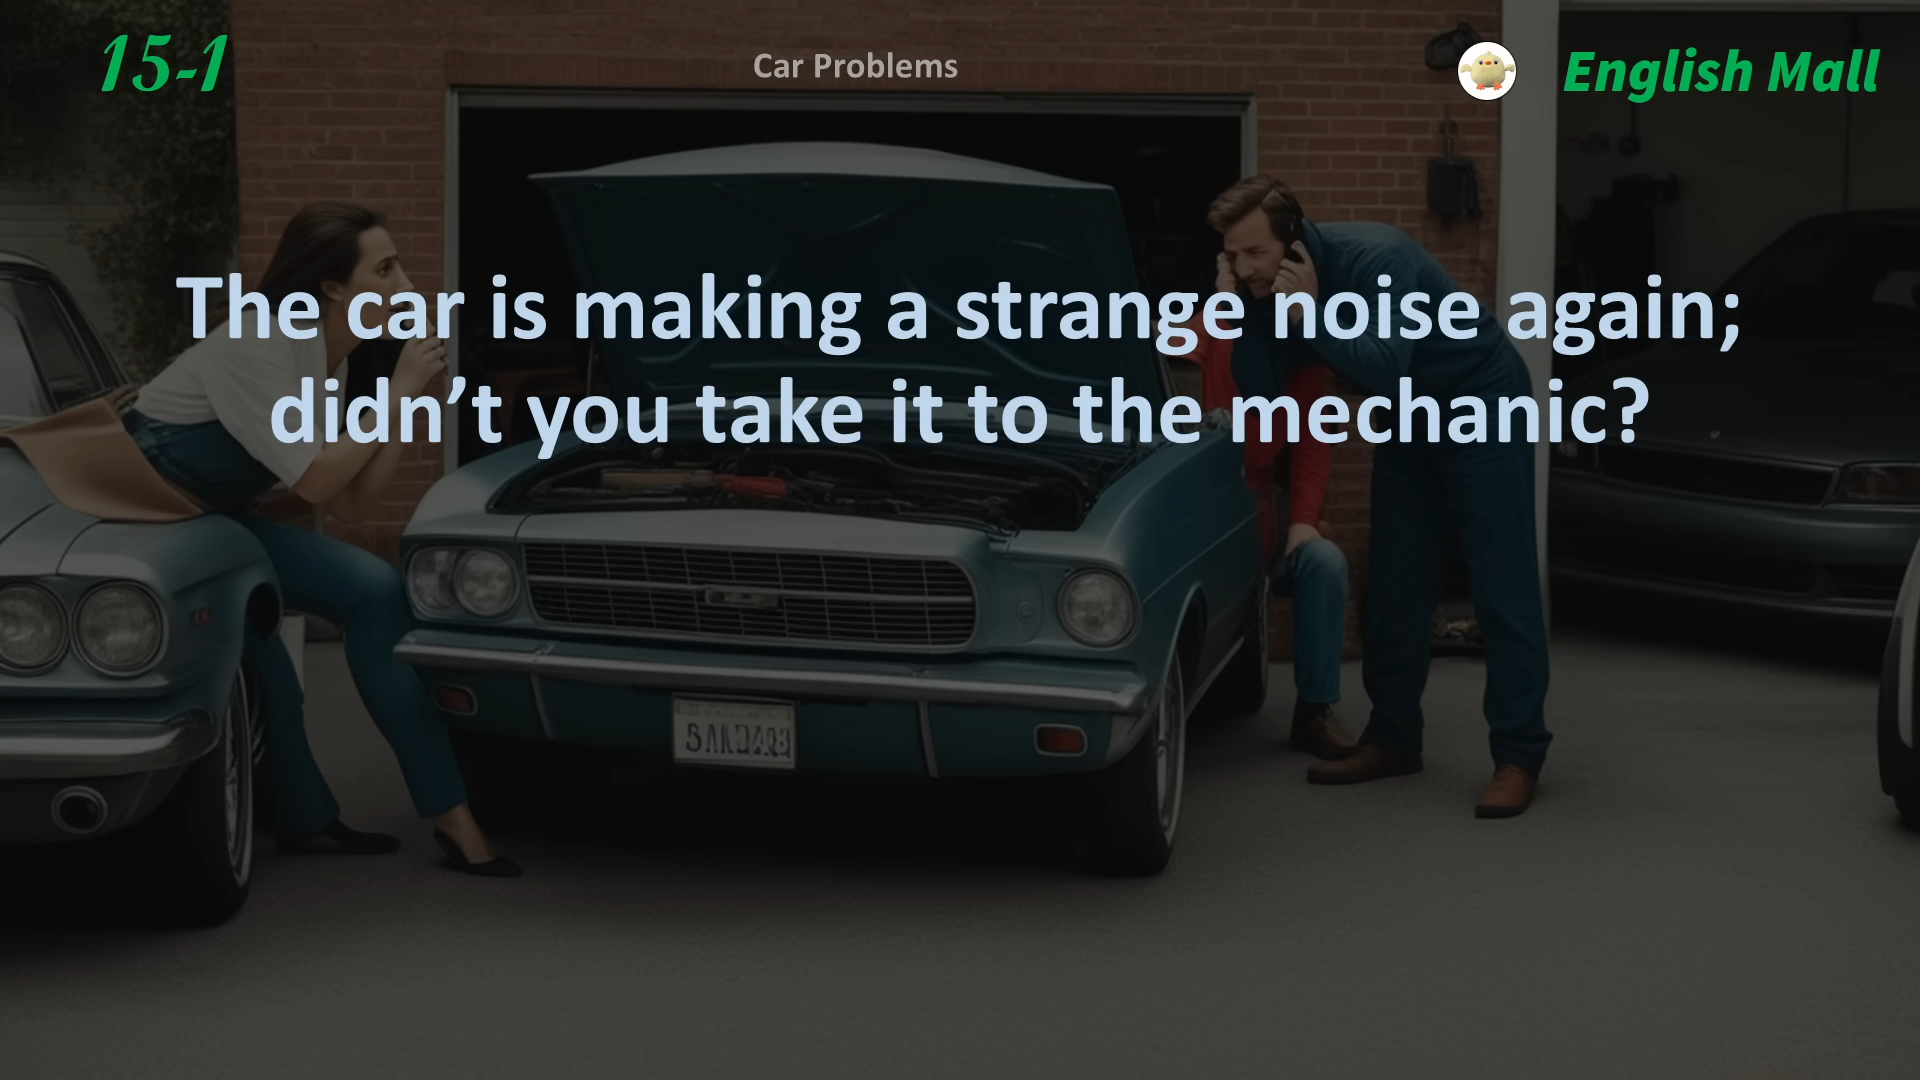 15-1
Car Problems
English Mall
The car is making a strange noise again;
didn’t you take it to the mechanic?